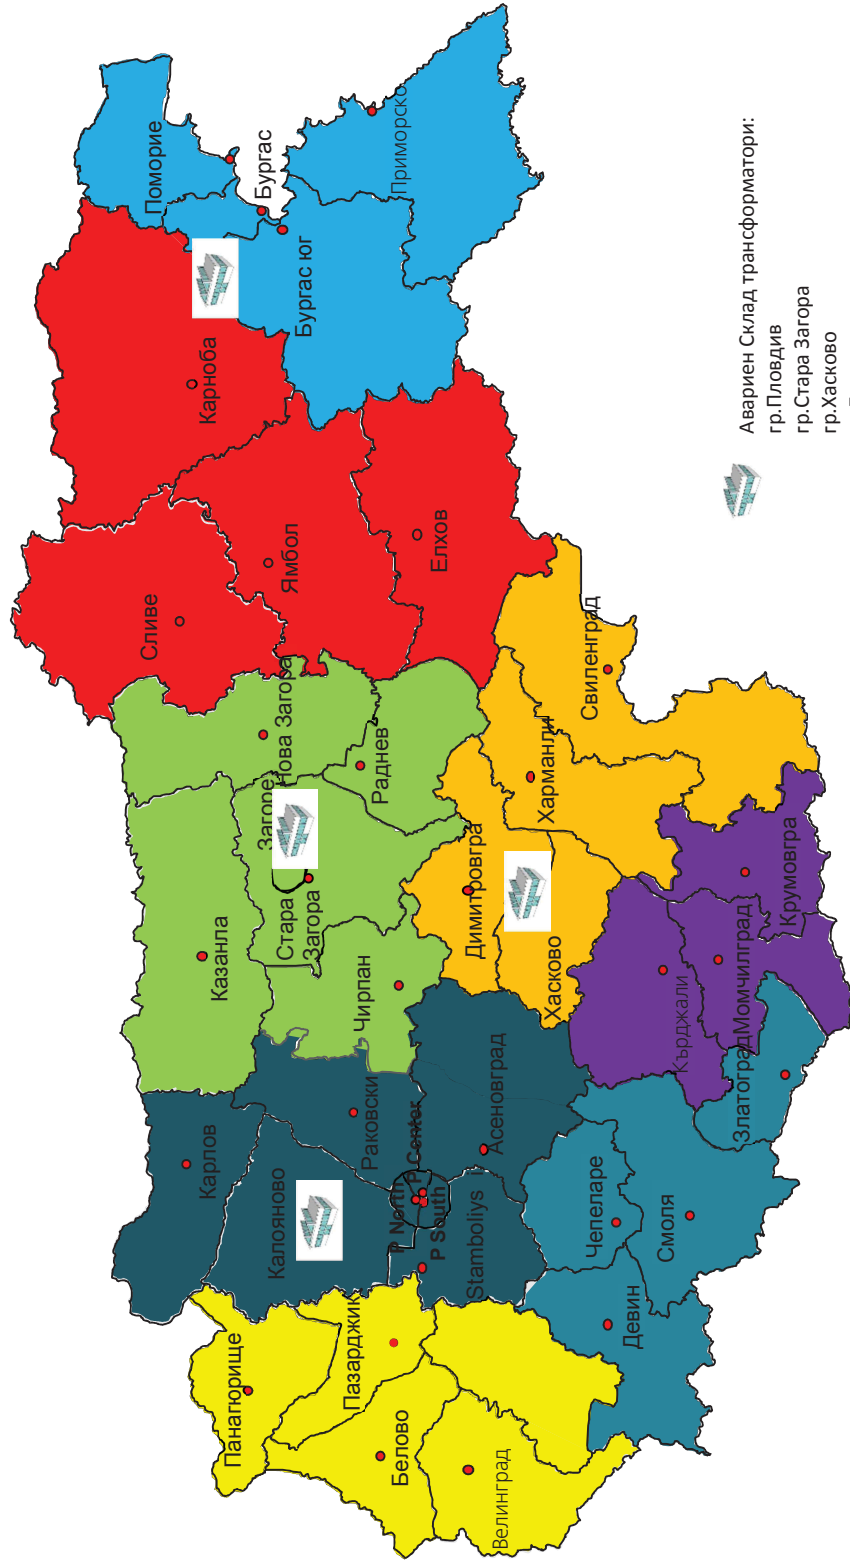 Панагюрище
Пазарджик
Белово
Велинград
Карлов
Калояново
Раковски
P North
P Center
P South
Stamboliys i
Асеновград
Девин
Чепеларе
Смоля
Златоград
Казанла
Чирпан
Стара
Загора
Загоре
Нова Загора
Раднев
Димитровгра
Хасково
Харманли
Свиленград
Кърджали
Момчилград
Крумовгра
Сливе
Ямбол
Елхов
Карноба
Поморие
Бургас
Бургас юг
Приморско
Авариен Склад трансформатори:
гр.Пловдив
гр.Стара Загора
гр.Хасково